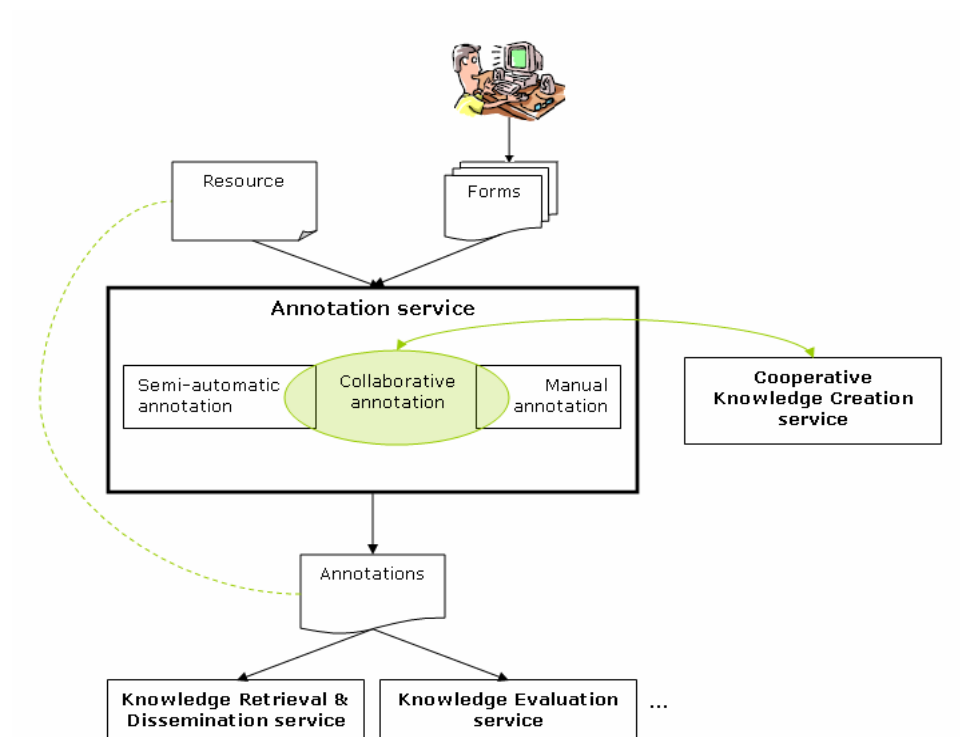 Resource
Forms
Annotation service
Semi-automatic
annotation
Collaborative
annotation
Manual
annotation
Cooperative
Knowledge Creation
service
Annotations
Knowledge Retrieval &
Dissemination service
Knowledge Evaluation
service
...